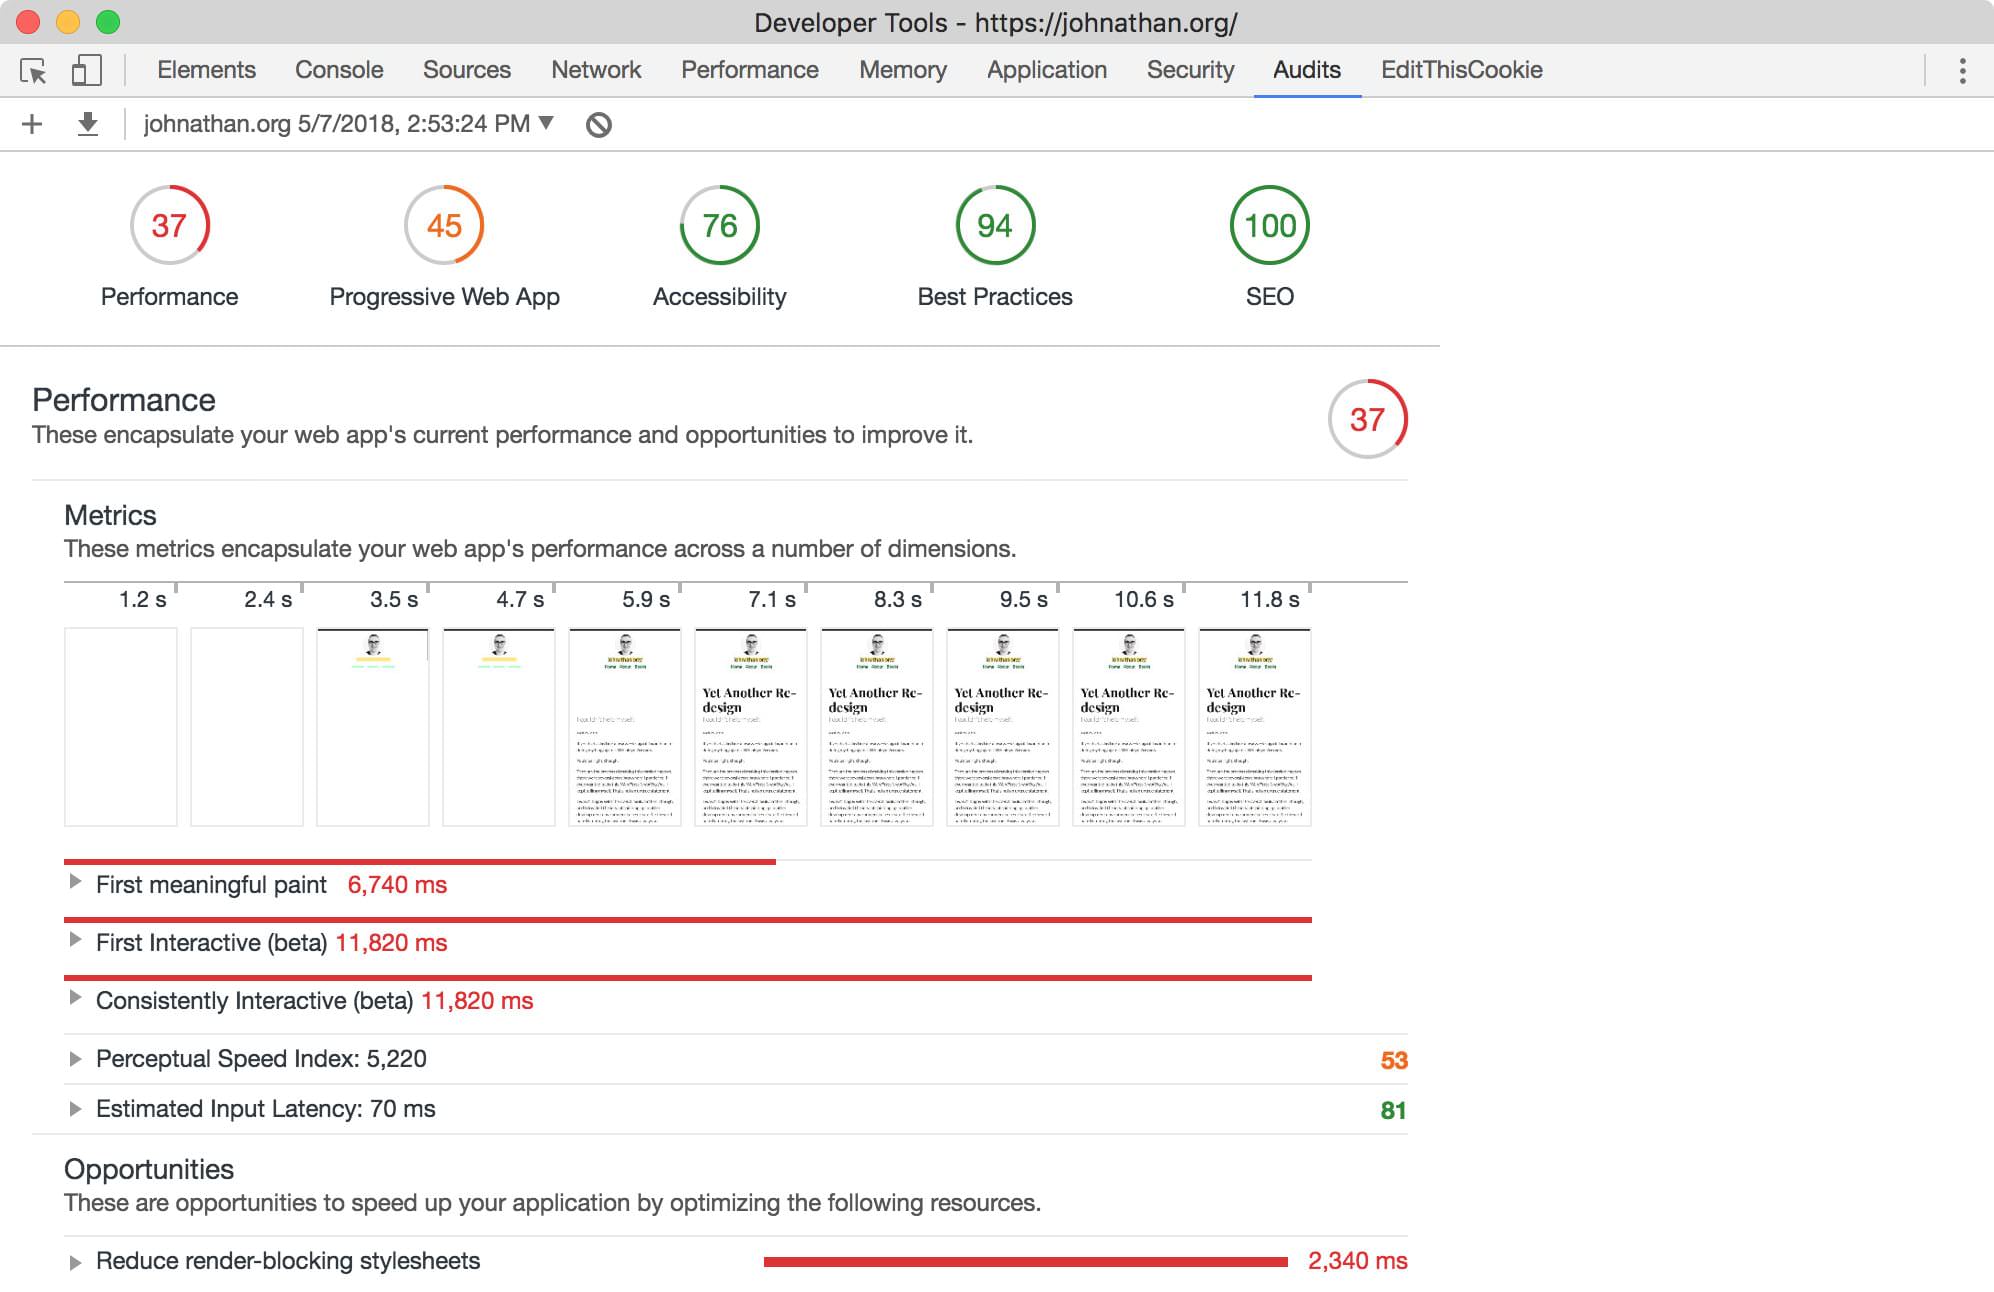 Developer Tools - https://johnathan.org/
Elements Console Sources Network Performance Memory Application Security Audits EditThisCookie
johnathan.org 5/7/2018, 2:53:24 PM
37 45 76 94 100
Performance Progressive Web App Accessibility Best Practices SEO
Performance
37
These encapsulate your web app's current performance and opportunities to improve it.
Metrics
These metrics encapsulate your web app's performance across a number of dimensions.
1.2 s 2.4 s 3.5 s 4.7 s 5.9 s 7.1 s 8.3 s 9.5 s 10.6 s 11.8 s
Yet Another Re- Yet Another Re- Yet Another Re- Yet Another Re- Yet Another Re-
design design design design design
First meaningful paint 6,740 ms
First Interactive (beta) 11,820 ms
Consistently Interactive (beta) 11,820 ms
Perceptual Speed Index: 5,220 53
Estimated Input Latency: 70 ms 81
Opportunities
These are opportunities to speed up your application by optimizing the following resources.
Reduce render-blocking stylesheets 2,340 ms